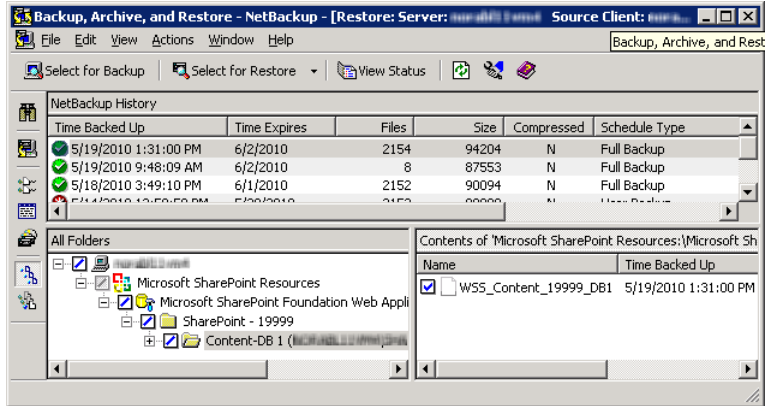 Backup, Archive, and Restore - NetBackup - [Restore: Server: Source Client:
File Edit View Actions Window Help
Backup, Archive, and Rest
Select for Backup Select for Restore View Status
NetBackup History
Time Backed Up Time Expires Files Size Compressed Schedule Type
5/19/2010 1:31:00 PM 6/2/2010 2154 94204 N Full Backup
5/19/2010 9:48:09 AM 6/2/2010 8 87553 N Full Backup
5/18/2010 3:49:10 PM 6/1/2010 2152 90094 N Full Backup
All Folders
Microsoft SharePoint Resources
Microsoft SharePoint Foundation Web Appli
SharePoint - 19999
Content-DB 1 (
Contents of 'Microsoft SharePoint Resources:\Microsoft Sh
Name Time Backed Up
WSS_Content_19999_DB1 5/19/2010 1:31:00 PM